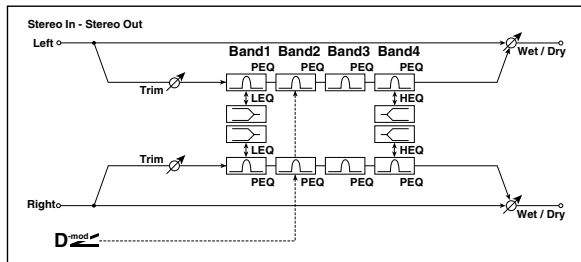 Stereo In - Stereo Out
Left
Band1 Band2 Band3 Band4
Wet / Dry
PEQ PEQ PEQ PEQ
Trim
LEQ HEQ
LEQ HEQ
Trim
PEQ PEQ PEQ PEQ
Right
Wet / Dry
D-mod